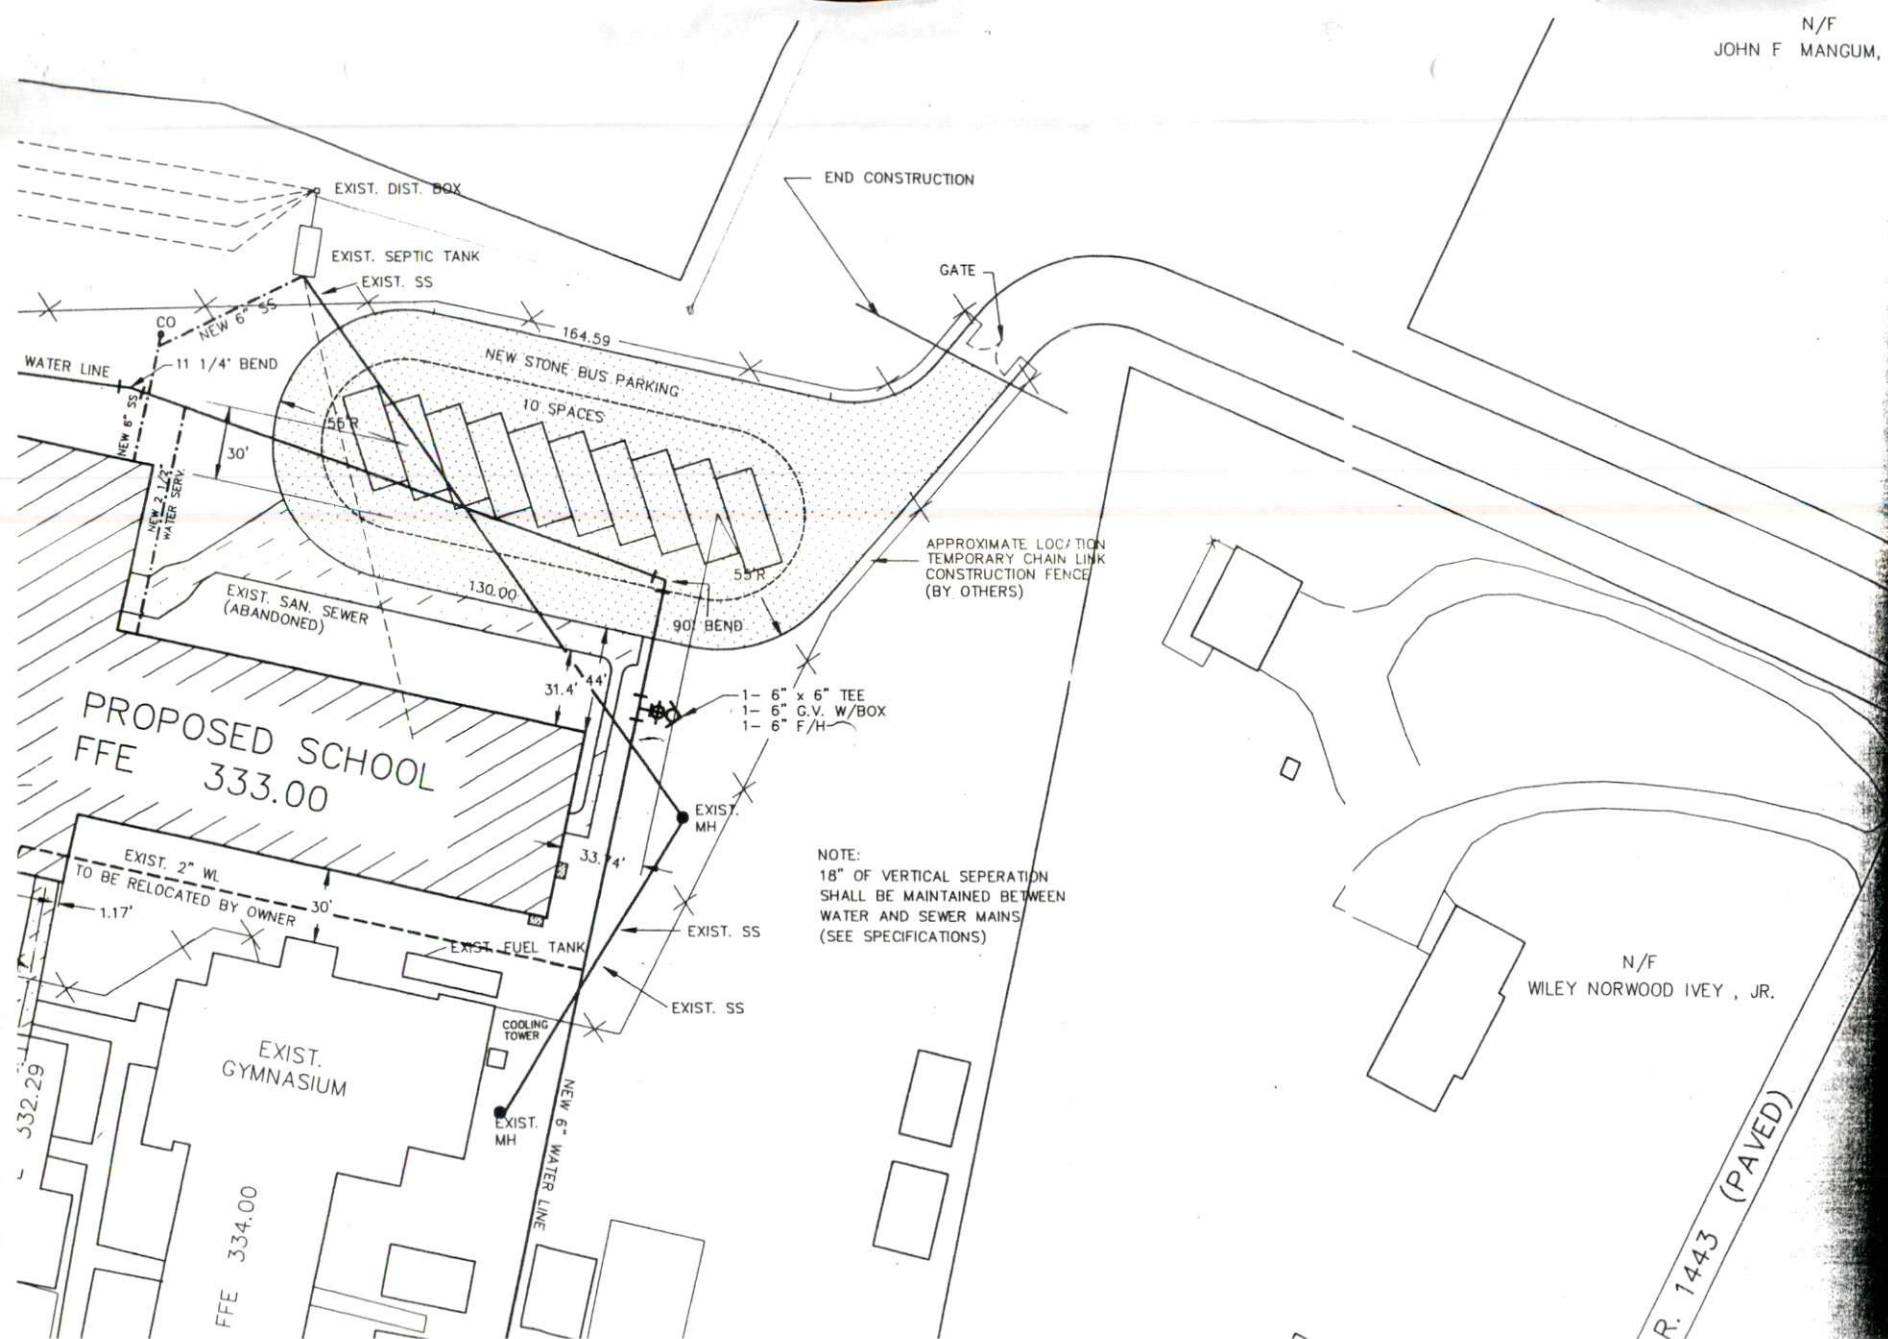 N/F
JOHN F MANGUM,
END CONSTRUCTION
EXIST. DIST. BOX
EXIST. SEPTIC TANK
EXIST. SS
GATE
CO
NEW 6" SS
164.59
WATER LINE
11 1/4' BEND
NEW STONE BUS PARKING
10 SPACES
NEW 6" SS
55'R
30'
NEW 2 1/2"
WATER SERV.
APPROXIMATE LOCATION
TEMPORARY CHAIN LINK
CONSTRUCTION FENCE
(BY OTHERS)
55'R
130.00
EXIST. SAN. SEWER
(ABANDONED)
90' BEND
31.4'
44'
1- 6" x 6" TEE
1- 6" G.V. W/BOX
1- 6" F/H
PROPOSED SCHOOL
FFE 333.00
EXIST.
MH
33.74'
NOTE:
18" OF VERTICAL SEPERATION
SHALL BE MAINTAINED BETWEEN
WATER AND SEWER MAINS
(SEE SPECIFICATIONS)
EXIST. 2" WL
TO BE RELOCATED BY OWNER
1.17'
30'
EXIST. SS
EXIST. FUEL TANK
N/F
WILEY NORWOOD IVEY , JR.
EXIST. SS
COOLING
TOWER
EXIST.
GYMNASIUM
332.29
EXIST.
MH
NEW 6" WATER LINE
FFE 334.00
R. 1443 (PAVED)